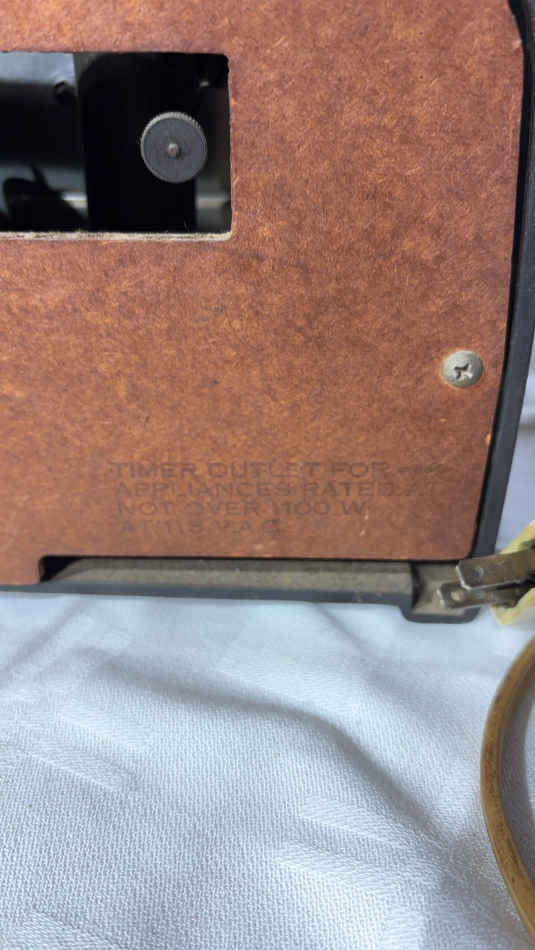 TIMER OUTLET FOR
APPLIANCES RATED AT
NOT OVER 1100 W.
AT 115 V.A.C.